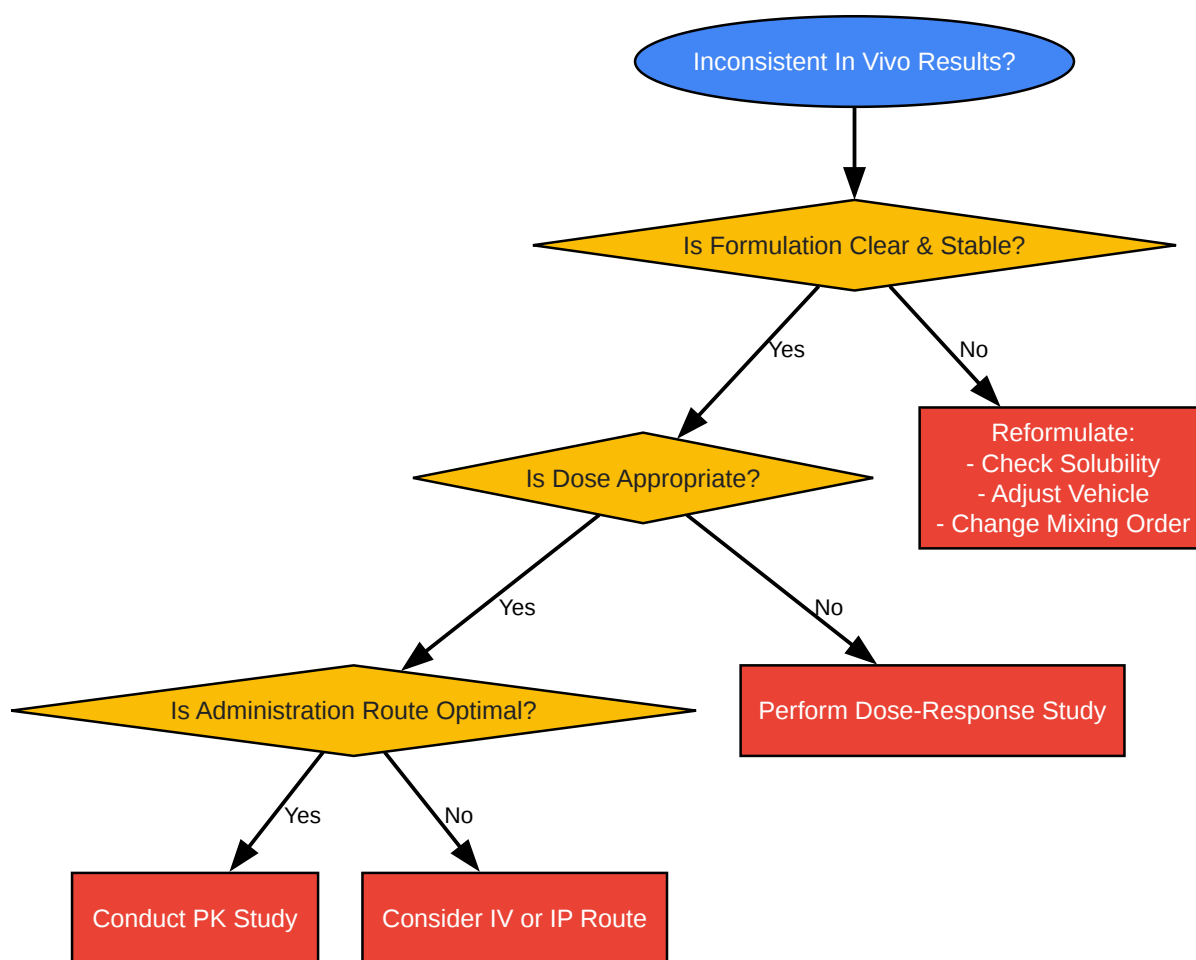 Inconsistent In Vivo Results?
Is Formulation Clear & Stable?
Yes
No
Reformulate:
- Check Solubility
- Adjust Vehicle
- Change Mixing Order
Is Dose Appropriate?
Yes
No
Is Administration Route Optimal?
Perform Dose-Response Study
Yes
No
Conduct PK Study
Consider IV or IP Route